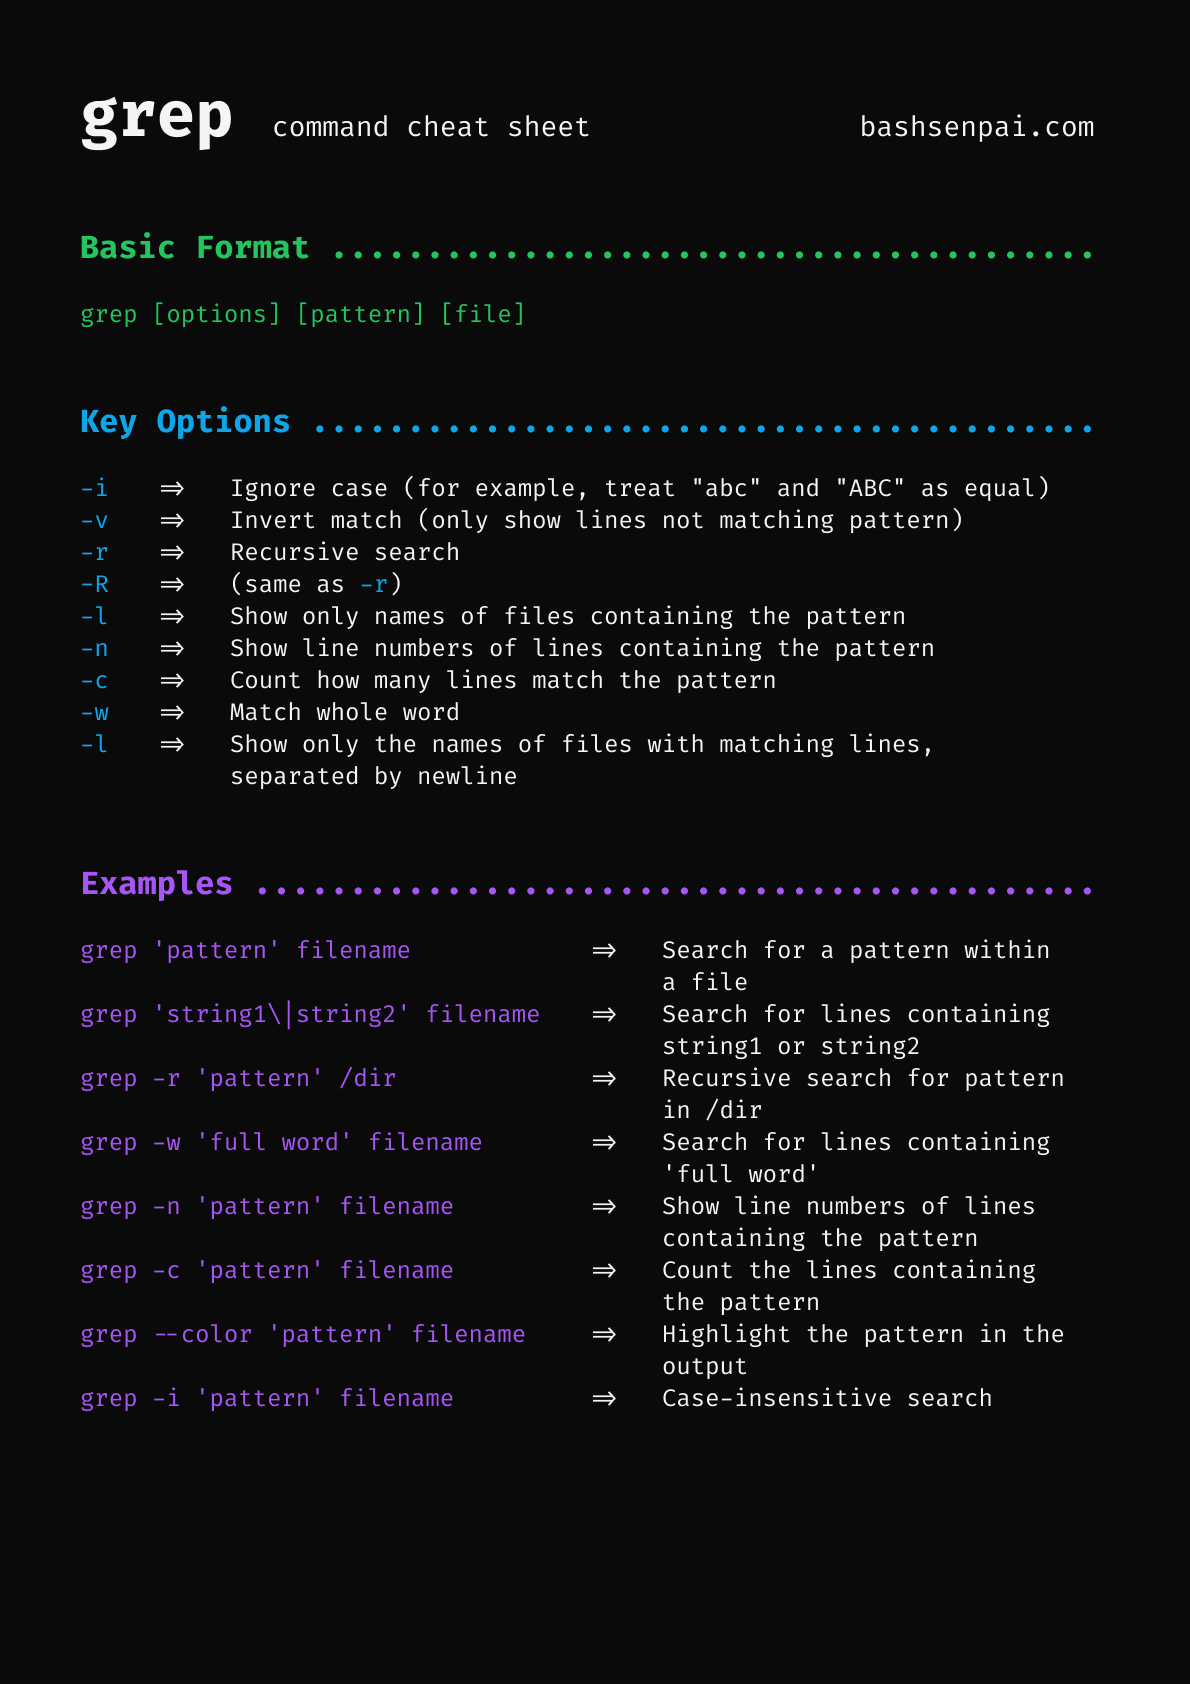 grep command cheat sheet bashsenpai.com
Basic Format ........................................
grep [options] [pattern] [file]
Key Options .........................................
-i => Ignore case (for example, treat "abc" and "ABC" as equal)
-v => Invert match (only show lines not matching pattern)
-r => Recursive search
-R => (same as -r)
-l => Show only names of files containing the pattern
-n => Show line numbers of lines containing the pattern
-c => Count how many lines match the pattern
-w => Match whole word
-l => Show only the names of files with matching lines,
separated by newline
Examples ............................................
grep 'pattern' filename => Search for a pattern within
a file
grep 'string1\|string2' filename => Search for lines containing
string1 or string2
grep -r 'pattern' /dir => Recursive search for pattern
in /dir
grep -w 'full word' filename => Search for lines containing
'full word'
grep -n 'pattern' filename => Show line numbers of lines
containing the pattern
grep -c 'pattern' filename => Count the lines containing
the pattern
grep --color 'pattern' filename => Highlight the pattern in the
output
grep -i 'pattern' filename => Case-insensitive search